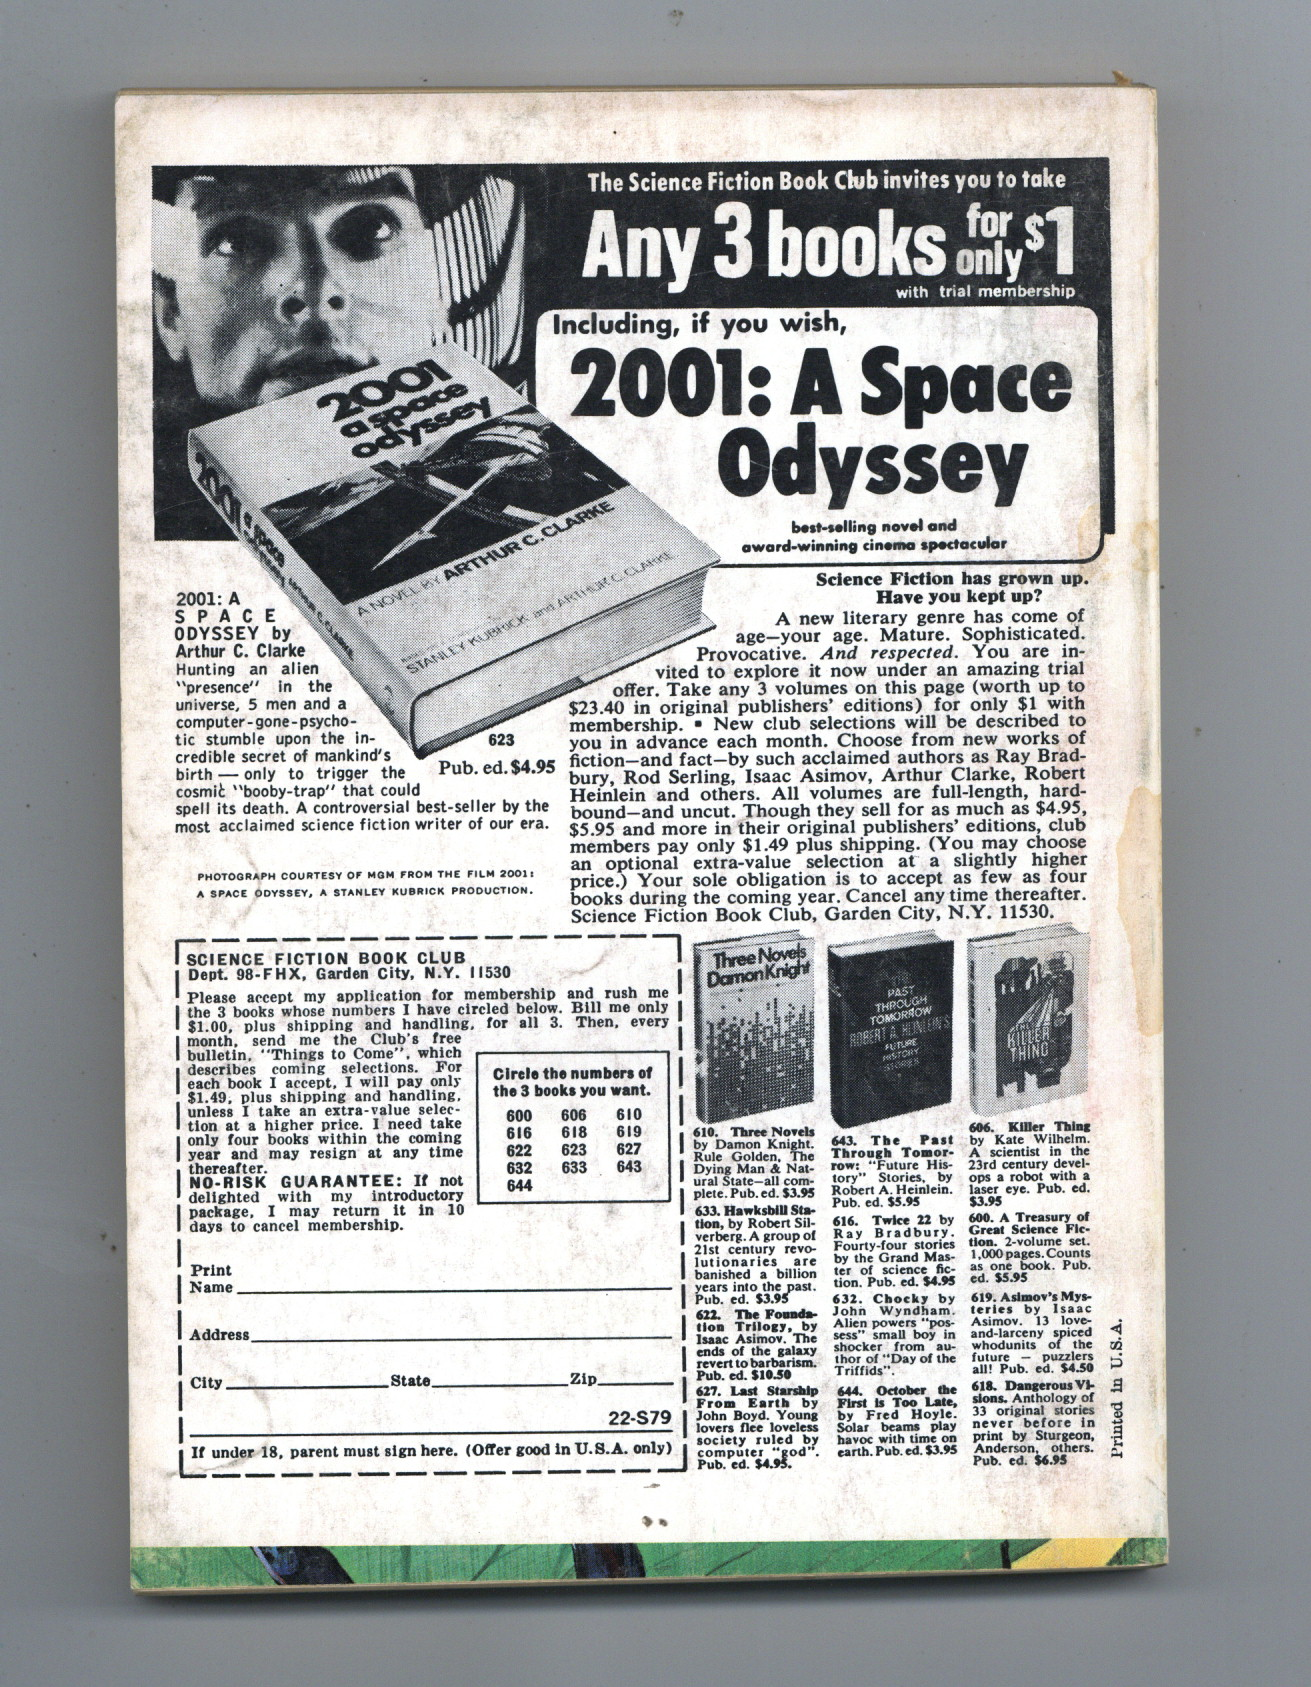 The Science Fiction Book Club invites you to take
Any 3 books for only $1
with trial membership
Including, if you wish,
2001: A Space
Odyssey
best-selling novel and
award-winning cinema spectacular
2001
a space
odyssey
A NOVEL BY ARTHUR C. CLARKE
STANLEY KUBRICK and ARTHUR C. CLARKE
2001 a space odyssey ARTHUR C. CLARKE
623
Pub. ed. $4.95
2001: A
SPACE
ODYSSEY by
Arthur C. Clarke
Hunting an alien
"presence" in the
universe, 5 men and a
computer-gone-psycho-
tic stumble upon the in-
credible secret of mankind's
birth — only to trigger the
cosmic "booby-trap" that could
spell its death. A controversial best-seller by the
most acclaimed science fiction writer of our era.
PHOTOGRAPH COURTESY OF MGM FROM THE FILM 2001:
A SPACE ODYSSEY, A STANLEY KUBRICK PRODUCTION.
Science Fiction has grown up.
Have you kept up?
A new literary genre has come of
age—your age. Mature. Sophisticated.
Provocative. And respected. You are in-
vited to explore it now under an amazing trial
offer. Take any 3 volumes on this page (worth up to
$23.40 in original publishers' editions) for only $1 with
membership. ▪ New club selections will be described to
you in advance each month. Choose from new works of
fiction—and fact—by such acclaimed authors as Ray Brad-
bury, Rod Serling, Isaac Asimov, Arthur Clarke, Robert
Heinlein and others. All volumes are full-length, hard-
bound—and uncut. Though they sell for as much as $4.95,
$5.95 and more in their original publishers' editions, club
members pay only $1.49 plus shipping. (You may choose
an optional extra-value selection at a slightly higher
price.) Your sole obligation is to accept as few as four
books during the coming year. Cancel any time thereafter.
Science Fiction Book Club, Garden City, N.Y. 11530.
SCIENCE FICTION BOOK CLUB
Dept. 98-FHX, Garden City, N.Y. 11530
Please accept my application for membership and rush me
the 3 books whose numbers I have circled below. Bill me only
$1.00, plus shipping and handling, for all 3. Then, every
month, send me the Club's free
bulletin, "Things to Come", which
describes coming selections. For
each book I accept, I will pay only
$1.49, plus shipping and handling,
unless I take an extra-value selec-
tion at a higher price. I need take
only four books within the coming
year and may resign at any time
thereafter.
NO-RISK GUARANTEE: If not
delighted with my introductory
package, I may return it in 10
days to cancel membership.
Circle the numbers of
the 3 books you want.
600 606 610
616 618 619
622 623 627
632 633 643
644
Print
Name
Address
City State Zip
22-S79
If under 18, parent must sign here. (Offer good in U.S.A. only)
Three Novels
Damon Knight
THE
PAST
THROUGH
TOMORROW
ROBERT A. HEINLEIN'S
FUTURE
HISTORY
STORIES
THE
KILLER
THING
610. Three Novels
by Damon Knight.
Rule Golden, The
Dying Man & Nat-
ural State—all com-
plete. Pub. ed. $3.95
633. Hawksbill Sta-
tion, by Robert Sil-
verberg. A group of
21st century revo-
lutionaries are
banished a billion
years into the past.
Pub. ed. $3.95
622. The Founda-
tion Trilogy, by
Isaac Asimov. The
ends of the galaxy
revert to barbarism.
Pub. ed. $10.50
627. Last Starship
From Earth by
John Boyd. Young
lovers flee loveless
society ruled by
computer "god".
Pub. ed. $4.95.
643. The Past
Through Tomor-
row: "Future His-
tory" Stories, by
Robert A. Heinlein.
Pub. ed. $5.95
616. Twice 22 by
Ray Bradbury.
Fourty-four stories
by the Grand Mas-
ter of science fic-
tion. Pub. ed. $4.95
632. Chocky by
John Wyndham.
Alien powers "pos-
sess" small boy in
shocker from au-
thor of "Day of the
Triffids".
644. October the
First is Too Late,
by Fred Hoyle.
Solar beams play
havoc with time on
earth. Pub. ed. $3.95
606. Killer Thing
by Kate Wilhelm.
A scientist in the
23rd century devel-
ops a robot with a
laser eye. Pub. ed.
$3.95
600. A Treasury of
Great Science Fic-
tion. 2-volume set.
1,000 pages. Counts
as one book. Pub.
ed. $5.95
619. Asimov's Mys-
teries by Isaac
Asimov. 13 love-
and-larceny spiced
whodunits of the
future — puzzlers
all! Pub. ed. $4.50
618. Dangerous Vi-
sions. Anthology of
33 original stories
never before in
print by Sturgeon,
Anderson, others.
Pub. ed. $6.95
Printed in U.S.A.